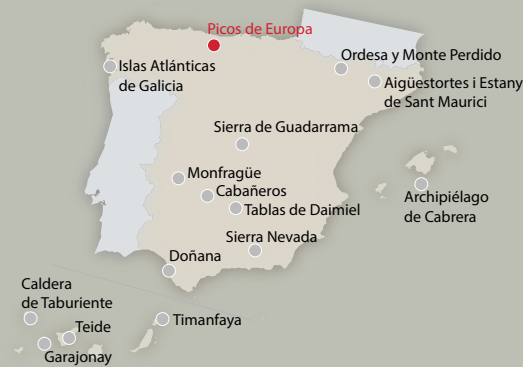 Picos de Europa
Ordesa y Monte Perdido
Islas Atlánticas
de Galicia
Aigüestortes i Estany
de Sant Maurici
Sierra de Guadarrama
Monfragüe
Cabañeros
Tablas de Daimiel
Archipiélago
de Cabrera
Sierra Nevada
Doñana
Caldera
de Taburiente
Teide
Timanfaya
Garajonay